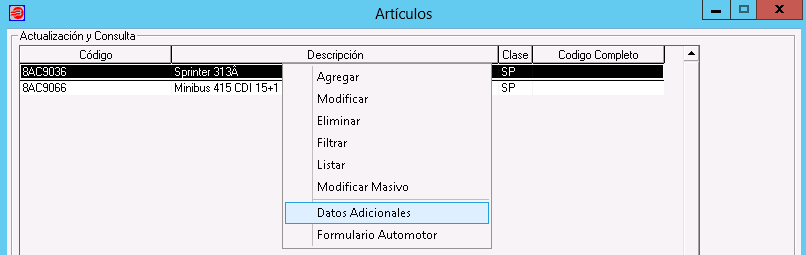 Artículos
Actualización y Consulta
Código Descripción Clase Codigo Completo
8AC9036 Sprinter 313Â SP
8AC9066 Minibus 415 CDI 15+1 SP
Agregar
Modificar
Eliminar
Filtrar
Listar
Modificar Masivo
Datos Adicionales
Formulario Automotor